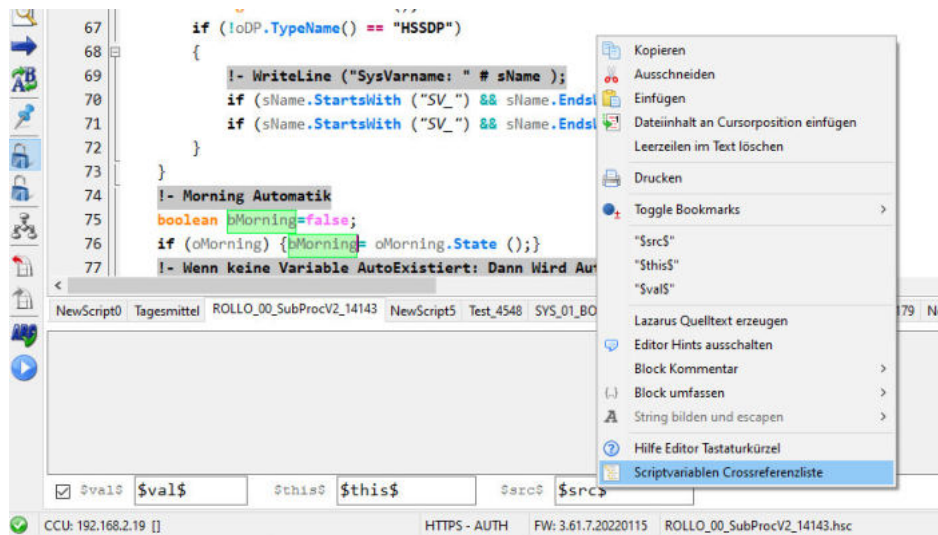 67 if (!oDP.TypeName() == "HSSDP")
68 {
69 !- WriteLine ("SysVarname: " # sName );
70 if (sName.StartsWith ("SV_") && sName.Ends
71 if (sName.StartsWith ("SV_") && sName.Ends
72 }
73 }
74 !- Morning Automatik
75 boolean bMorning=false;
76 if (oMorning) {bMorning= oMorning.State ();}
77 !- Wenn keine Variable AutoExistiert: Dann Wird Au
NewScript0 Tagesmittel ROLLO_00_SubProcV2_14143 NewScript5 Test_4548 SYS_01_BO 179 N
Kopieren
Ausschneiden
Einfügen
Dateiinhalt an Cursorposition einfügen
Leerzeilen im Text löschen
Drucken
Toggle Bookmarks
"$src$"
"$this$"
"$val$"
Lazarus Quelltext erzeugen
Editor Hints ausschalten
Block Kommentar
{..} Block umfassen
A String bilden und escapen
Hilfe Editor Tastaturkürzel
Scriptvariablen Crossreferenzliste
$val$ $val$ $this$ $this$ $src$ $src$
CCU: 192.168.2.19 [] HTTPS - AUTH FW: 3.61.7.20220115 ROLLO_00_SubProcV2_14143.hsc